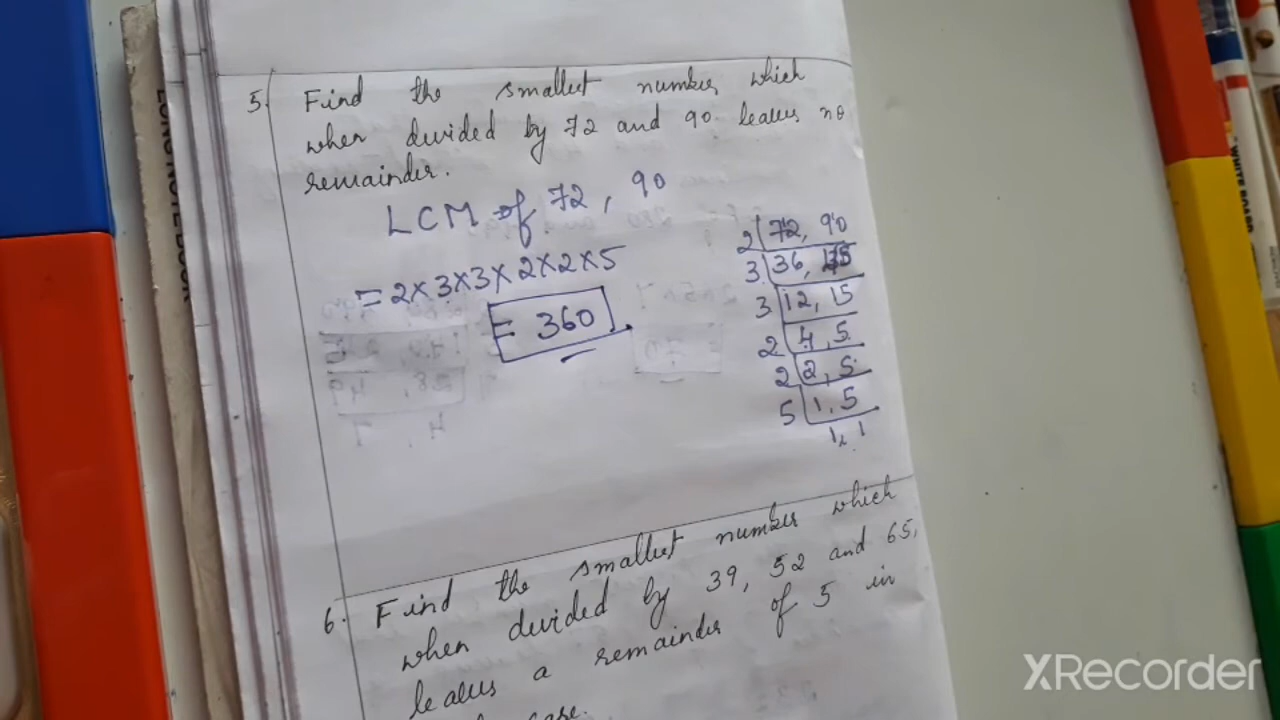 5. Find the smallest number which
when divided by 72 and 90 leaves no
remainder.
LCM of 72, 90
= 2×3×3×2×2×5
= 360
2 | 72, 90
3 | 36, 45
3 | 12, 15
2 | 4, 5
2 | 2, 5
5 | 1, 5
1, 1
6. Find the smallest number which
when divided by 39, 52 and 65,
leaves a remainder of 5 in
case.
WHITE BOARD
XRecorder